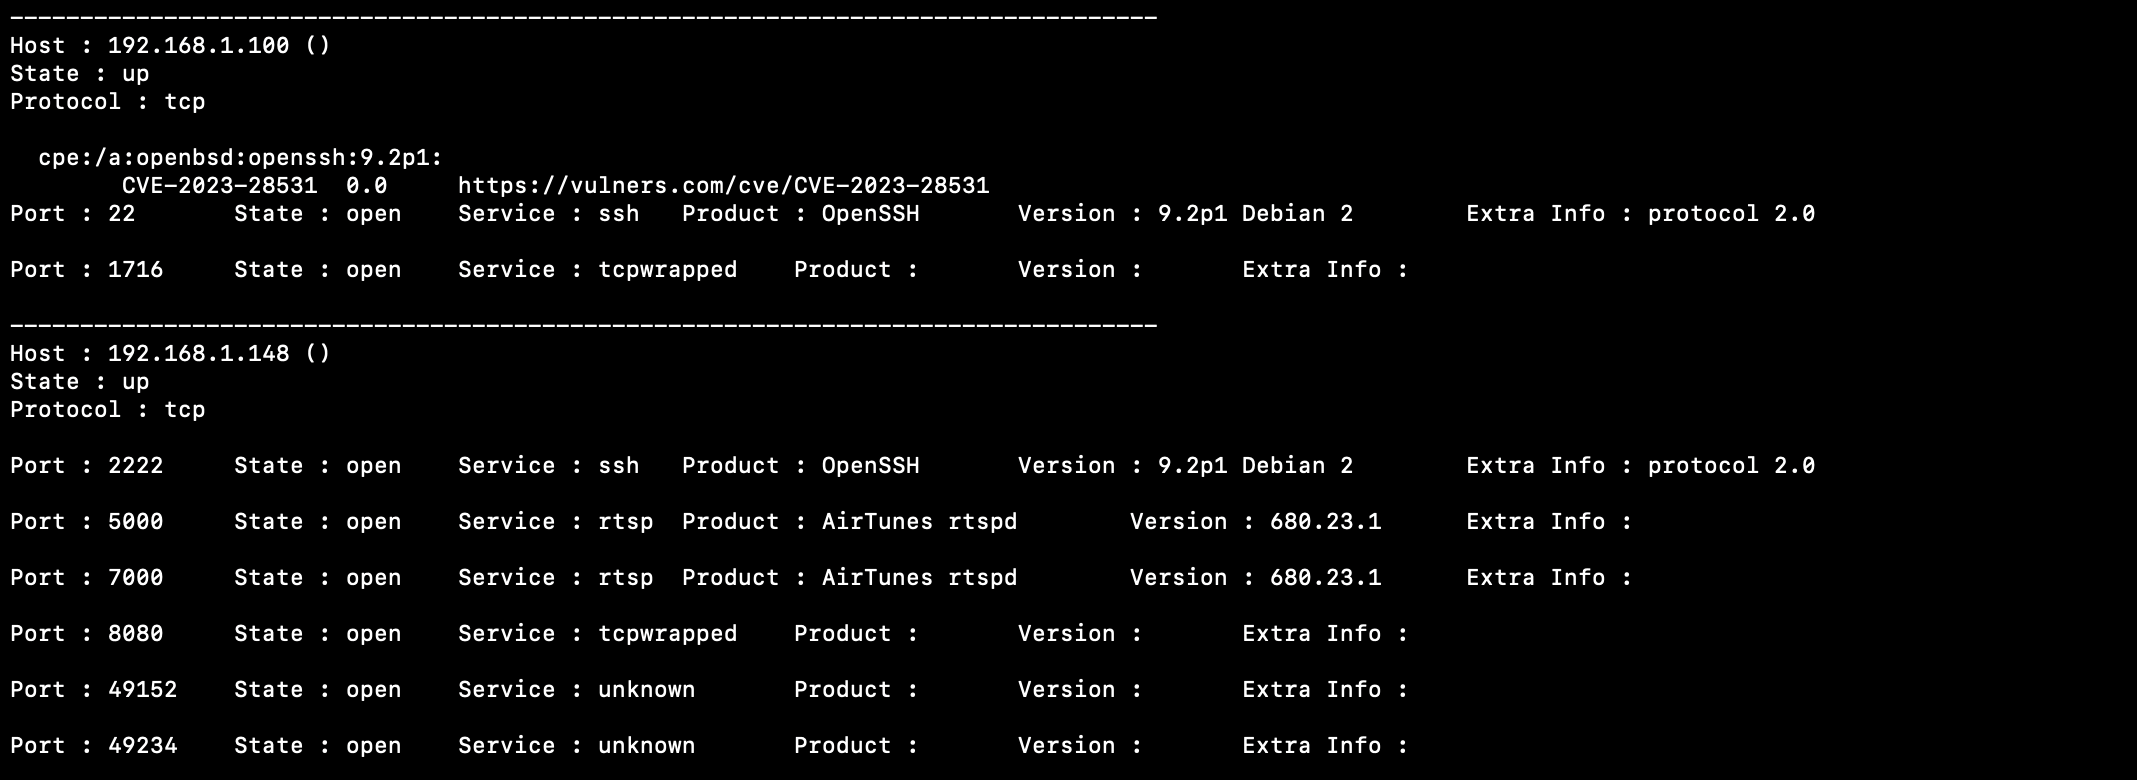 ----------------------------------------------------------------------------------
Host : 192.168.1.100 ()
State : up
Protocol : tcp
cpe:/a:openbsd:openssh:9.2p1:
CVE-2023-28531 0.0 https://vulners.com/cve/CVE-2023-28531
Port : 22 State : open Service : ssh Product : OpenSSH Version : 9.2p1 Debian 2 Extra Info : protocol 2.0
Port : 1716 State : open Service : tcpwrapped Product : Version : Extra Info :
----------------------------------------------------------------------------------
Host : 192.168.1.148 ()
State : up
Protocol : tcp
Port : 2222 State : open Service : ssh Product : OpenSSH Version : 9.2p1 Debian 2 Extra Info : protocol 2.0
Port : 5000 State : open Service : rtsp Product : AirTunes rtspd Version : 680.23.1 Extra Info :
Port : 7000 State : open Service : rtsp Product : AirTunes rtspd Version : 680.23.1 Extra Info :
Port : 8080 State : open Service : tcpwrapped Product : Version : Extra Info :
Port : 49152 State : open Service : unknown Product : Version : Extra Info :
Port : 49234 State : open Service : unknown Product : Version : Extra Info :